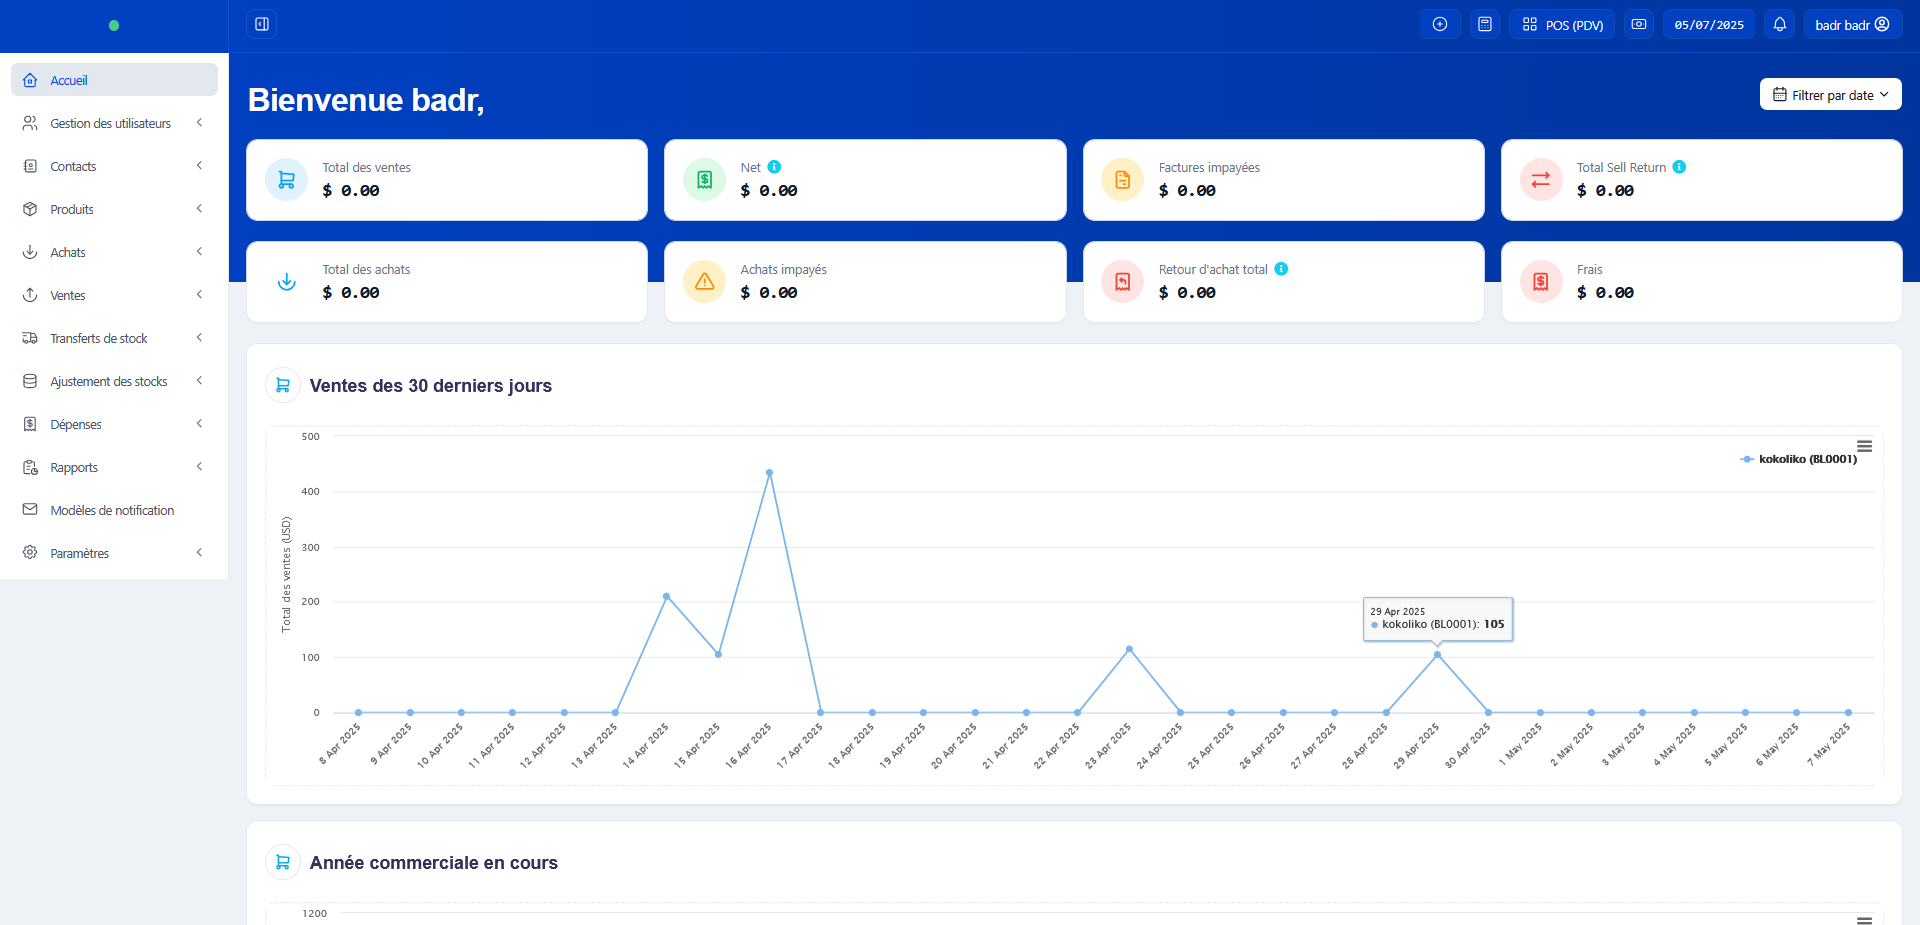 POS (PDV)
05/07/2025
badr badr
Accueil
Gestion des utilisateurs
Contacts
Produits
Achats
Ventes
Transferts de stock
Ajustement des stocks
Dépenses
Rapports
Modèles de notification
Paramètres
Bienvenue badr,
Filtrer par date
Total des ventes
$ 0.00
Net
$ 0.00
Factures impayées
$ 0.00
Total Sell Return
$ 0.00
Total des achats
$ 0.00
Achats impayés
$ 0.00
Retour d'achat total
$ 0.00
Frais
$ 0.00
Ventes des 30 derniers jours
kokoliko (BL0001)
Total des ventes (USD)
500
400
300
200
100
0
29 Apr 2025
kokoliko (BL0001): 105
8 Apr 2025
9 Apr 2025
10 Apr 2025
11 Apr 2025
12 Apr 2025
13 Apr 2025
14 Apr 2025
15 Apr 2025
16 Apr 2025
17 Apr 2025
18 Apr 2025
19 Apr 2025
20 Apr 2025
21 Apr 2025
22 Apr 2025
23 Apr 2025
24 Apr 2025
25 Apr 2025
26 Apr 2025
27 Apr 2025
28 Apr 2025
29 Apr 2025
30 Apr 2025
1 May 2025
2 May 2025
3 May 2025
4 May 2025
5 May 2025
6 May 2025
7 May 2025
Année commerciale en cours
1200